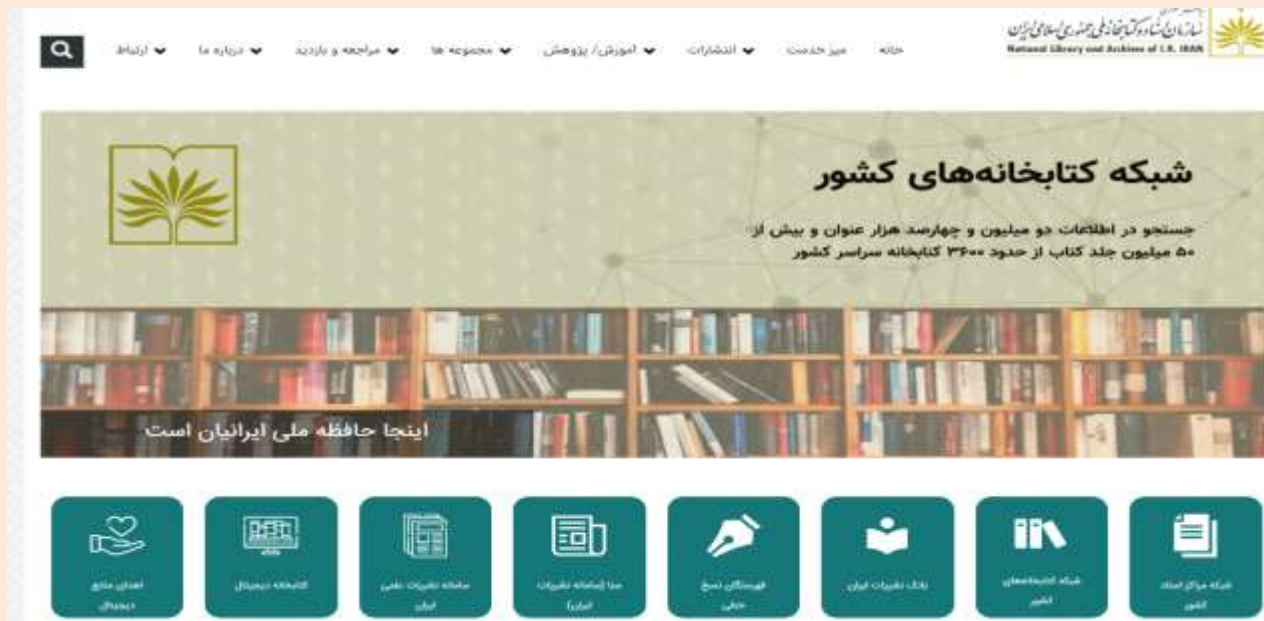 سازمان اسناد و کتابخانه ملی جمهوری اسلامی ایران
National Library and Archives of I.R. IRAN
خانه
میز خدمت
انتشارات
آموزش/ پژوهش
مجموعه ها
مراجعه و بازدید
درباره ما
ارتباط
شبکه کتابخانه‌های کشور
جستجو در اطلاعات دو میلیون و چهارصد هزار عنوان و بیش از
۵۰ میلیون جلد کتاب از حدود ۳۶۰۰ کتابخانه سراسر کشور
اینجا حافظه ملی ایرانیان است
شبکه مراکز اسناد
کشور
شبکه کتابخانه‌های
کشور
بانک نشریات ایران
فهرستگان نسخ
خطی
سنا (سامانه نشریات
ایران)
سامانه نشریات علمی
ایران
کتابخانه دیجیتال
اهدای منابع
دیجیتال